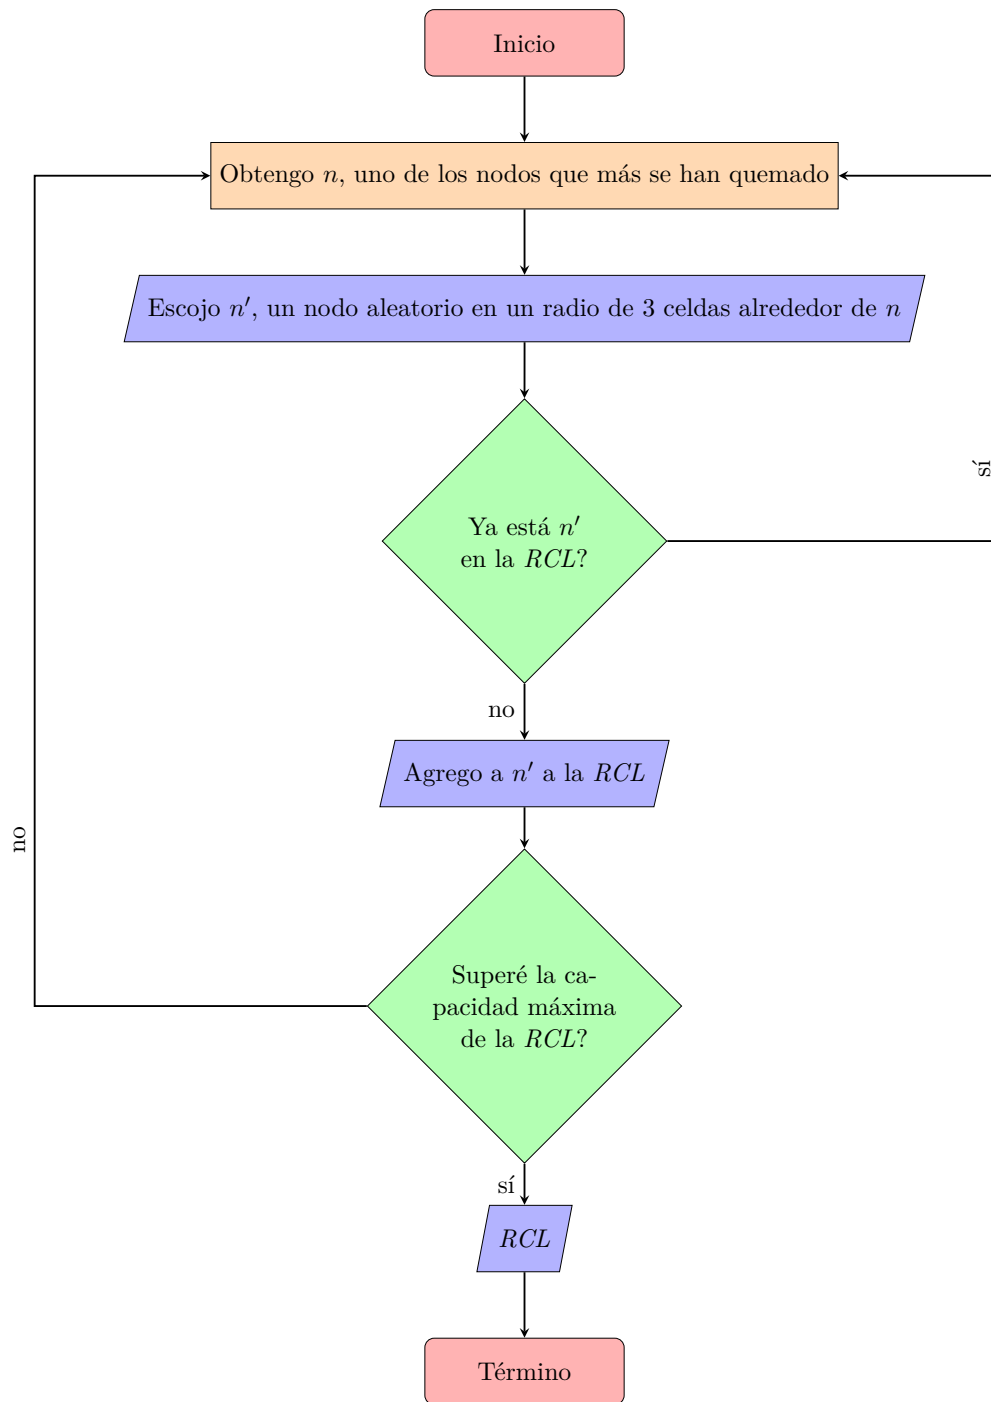 Inicio
Obtengo n, uno de los nodos que más se han quemado
Escojo n′, un nodo aleatorio en un radio de 3 celdas alrededor de n
Ya está n′
en la RCL?
sí
no
Agrego a n′ a la RCL
no
Superé la ca-
pacidad máxima
de la RCL?
sí
RCL
Término